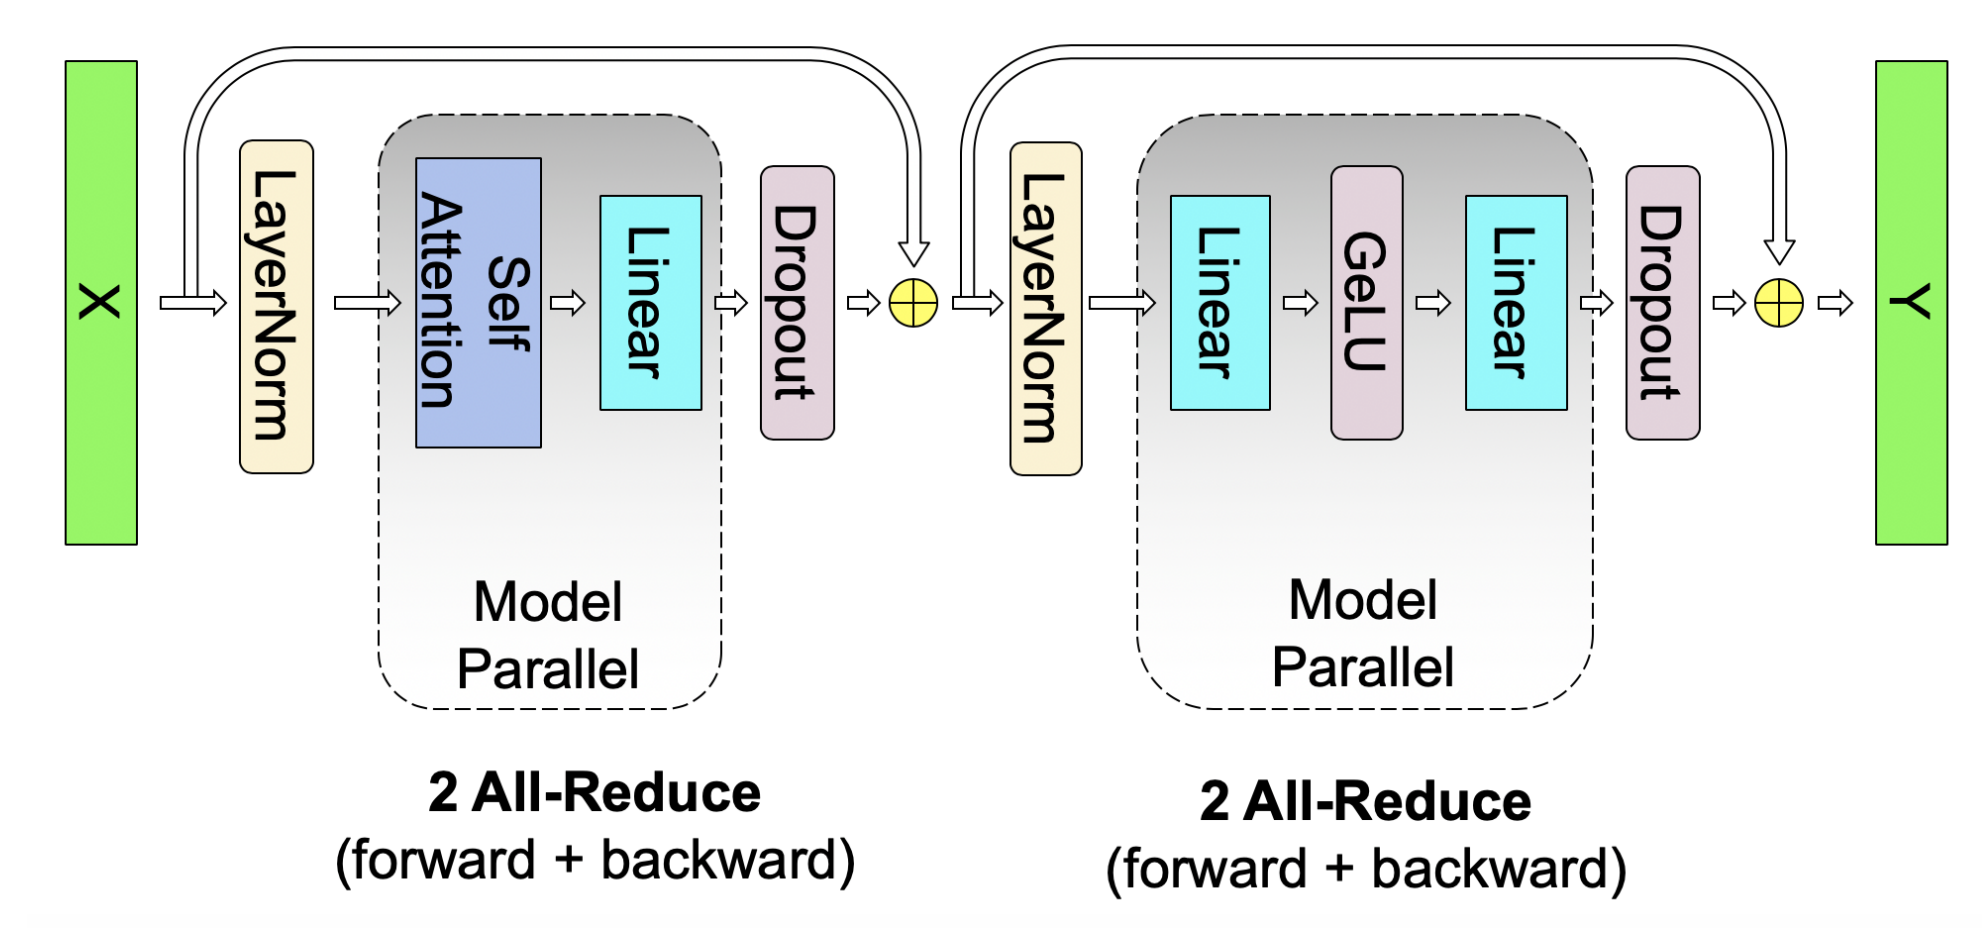 X
LayerNorm
Self
Attention
Linear
Dropout
LayerNorm
Linear
GeLU
Linear
Dropout
Y
Model
Parallel
Model
Parallel
2 All-Reduce
(forward + backward)
2 All-Reduce
(forward + backward)